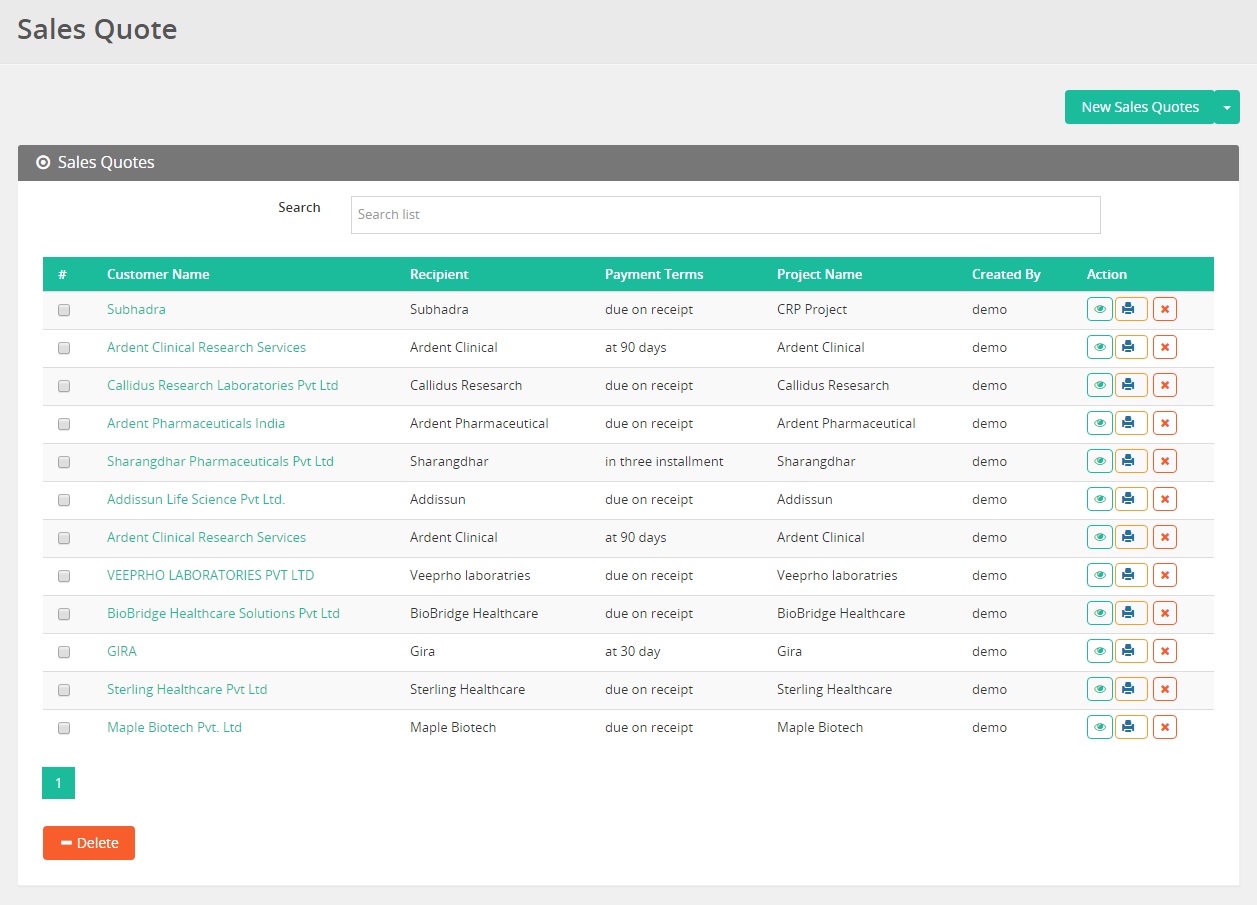 Sales Quote
New Sales Quotes
Sales Quotes
Search Search list
# Customer Name Recipient Payment Terms Project Name Created By Action
Subhadra Subhadra due on receipt CRP Project demo
Ardent Clinical Research Services Ardent Clinical at 90 days Ardent Clinical demo
Callidus Research Laboratories Pvt Ltd Callidus Resesarch due on receipt Callidus Resesarch demo
Ardent Pharmaceuticals India Ardent Pharmaceutical due on receipt Ardent Pharmaceutical demo
Sharangdhar Pharmaceuticals Pvt Ltd Sharangdhar in three installment Sharangdhar demo
Addissun Life Science Pvt Ltd. Addissun due on receipt Addissun demo
Ardent Clinical Research Services Ardent Clinical at 90 days Ardent Clinical demo
VEEPRHO LABORATORIES PVT LTD Veeprho laboratries due on receipt Veeprho laboratries demo
BioBridge Healthcare Solutions Pvt Ltd BioBridge Healthcare due on receipt BioBridge Healthcare demo
GIRA Gira at 30 day Gira demo
Sterling Healthcare Pvt Ltd Sterling Healthcare due on receipt Sterling Healthcare demo
Maple Biotech Pvt. Ltd Maple Biotech due on receipt Maple Biotech demo
1
Delete